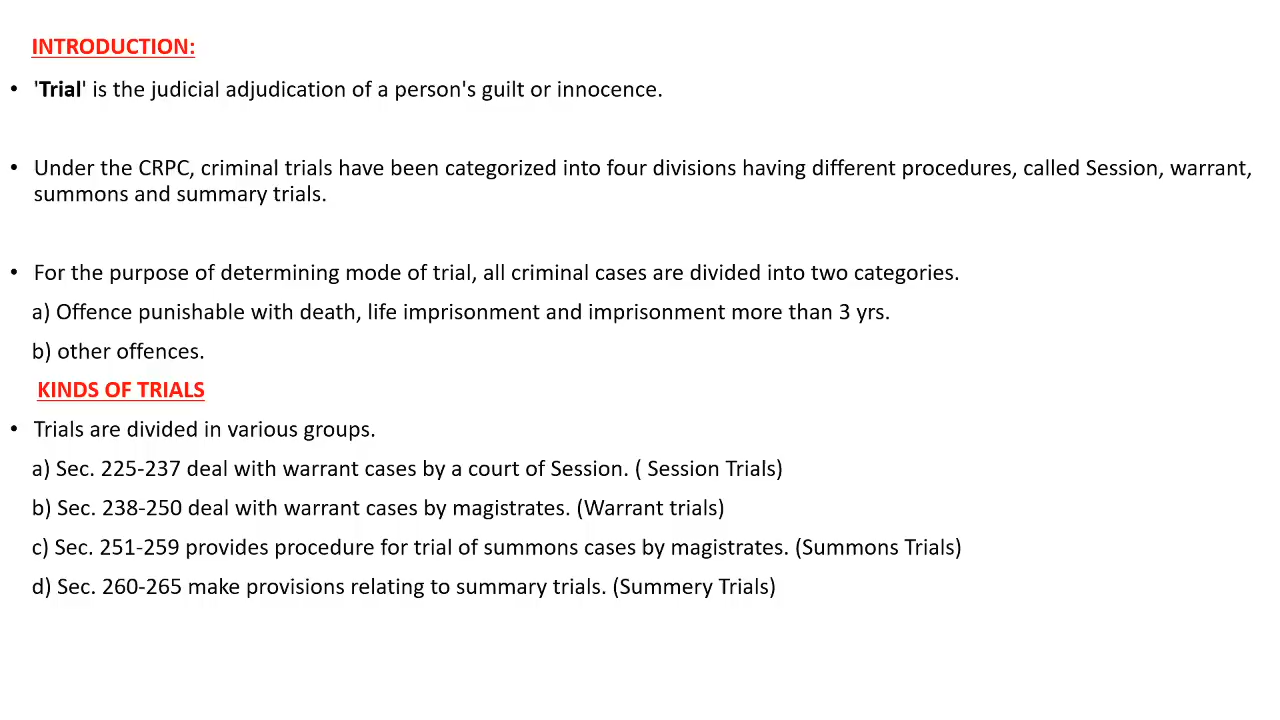 INTRODUCTION:
• 'Trial' is the judicial adjudication of a person's guilt or innocence.
• Under the CRPC, criminal trials have been categorized into four divisions having different procedures, called Session, warrant,
summons and summary trials.
• For the purpose of determining mode of trial, all criminal cases are divided into two categories.
a) Offence punishable with death, life imprisonment and imprisonment more than 3 yrs.
b) other offences.
KINDS OF TRIALS
• Trials are divided in various groups.
a) Sec. 225-237 deal with warrant cases by a court of Session. ( Session Trials)
b) Sec. 238-250 deal with warrant cases by magistrates. (Warrant trials)
c) Sec. 251-259 provides procedure for trial of summons cases by magistrates. (Summons Trials)
d) Sec. 260-265 make provisions relating to summary trials. (Summery Trials)